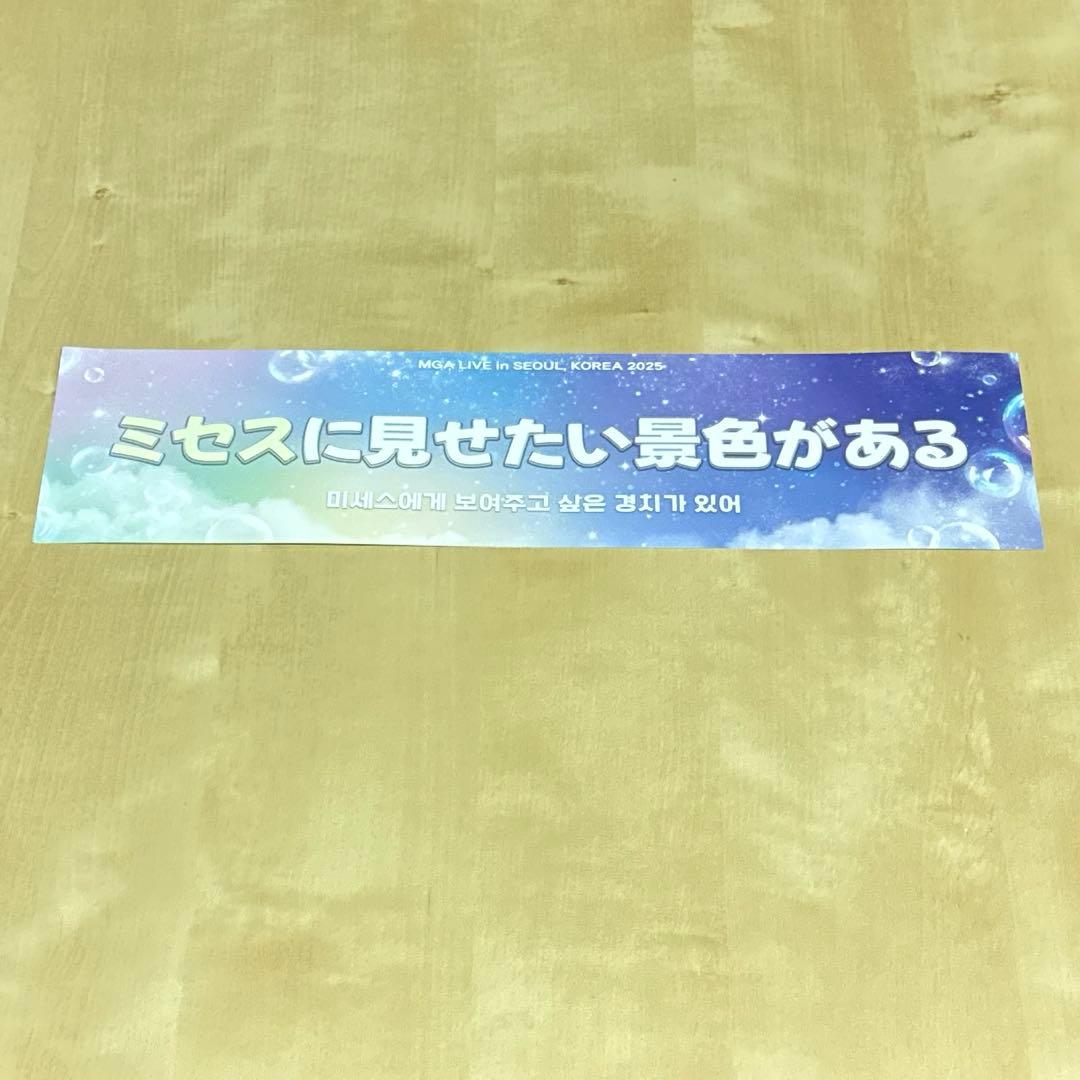 MGA LIVE in SEOUL, KOREA 2025
ミセスに見せたい景色がある
미세스에게 보여주고 싶은 경치가 있어